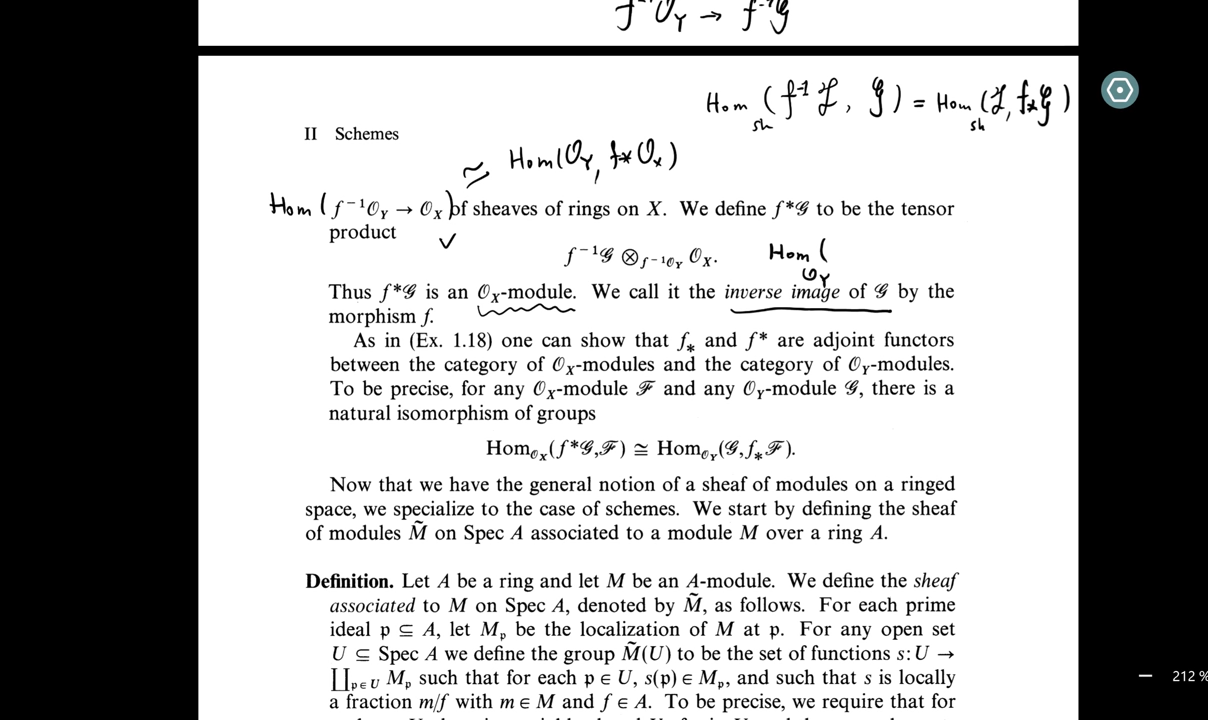 f⁻¹𝒪_Y → f⁻¹𝒢
Hom_sh (f⁻¹ℱ, 𝒢) = Hom_sh (ℱ, f_*𝒢)
II Schemes
≃ Hom(𝒪_Y, f_*𝒪_X)
Hom ( f⁻¹𝒪_Y → 𝒪_X ) of sheaves of rings on X. We define f*𝒢 to be the tensor
product
f⁻¹𝒢 ⊗_{f⁻¹𝒪_Y} 𝒪_X. Hom_{𝒪_Y} (
Thus f*𝒢 is an 𝒪_X-module. We call it the inverse image of 𝒢 by the
morphism f.
As in (Ex. 1.18) one can show that f_* and f* are adjoint functors
between the category of 𝒪_X-modules and the category of 𝒪_Y-modules.
To be precise, for any 𝒪_X-module ℱ and any 𝒪_Y-module 𝒢, there is a
natural isomorphism of groups
Hom_{𝒪_X}(f*𝒢,ℱ) ≅ Hom_{𝒪_Y}(𝒢,f_*ℱ).
Now that we have the general notion of a sheaf of modules on a ringed
space, we specialize to the case of schemes. We start by defining the sheaf
of modules M̃ on Spec A associated to a module M over a ring A.
Definition. Let A be a ring and let M be an A-module. We define the sheaf
associated to M on Spec A, denoted by M̃, as follows. For each prime
ideal 𝔭 ⊆ A, let M_𝔭 be the localization of M at 𝔭. For any open set
U ⊆ Spec A we define the group M̃(U) to be the set of functions s: U →
∐_{𝔭∈U} M_𝔭 such that for each 𝔭 ∈ U, s(𝔭) ∈ M_𝔭, and such that s is locally
a fraction m/f with m ∈ M and f ∈ A. To be precise, we require that for
212 %